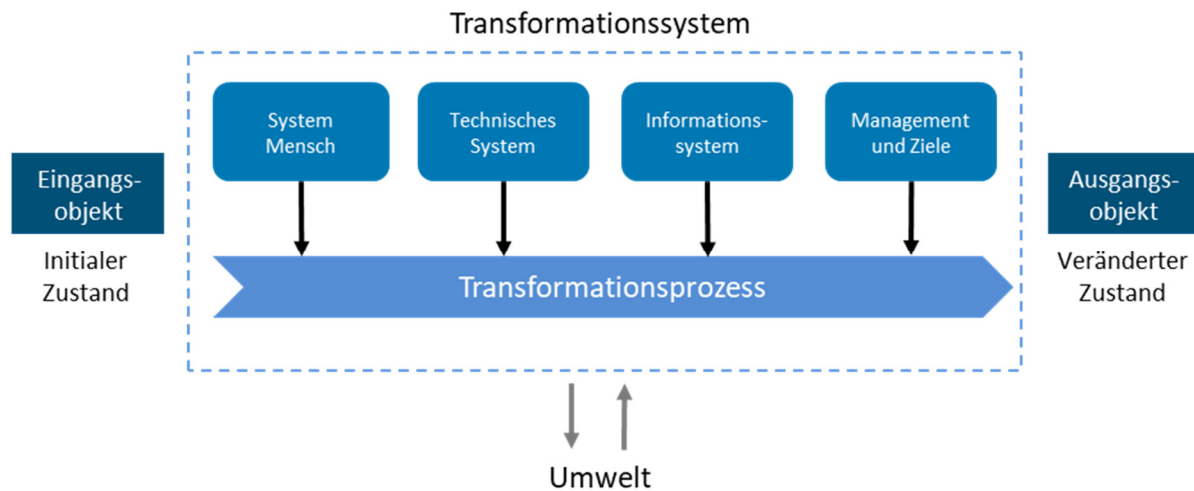 Transformationssystem
System
Mensch
Technisches
System
Informations-
system
Management
und Ziele
Eingangs-
objekt
Initialer
Zustand
Transformationsprozess
Ausgangs-
objekt
Veränderter
Zustand
Umwelt